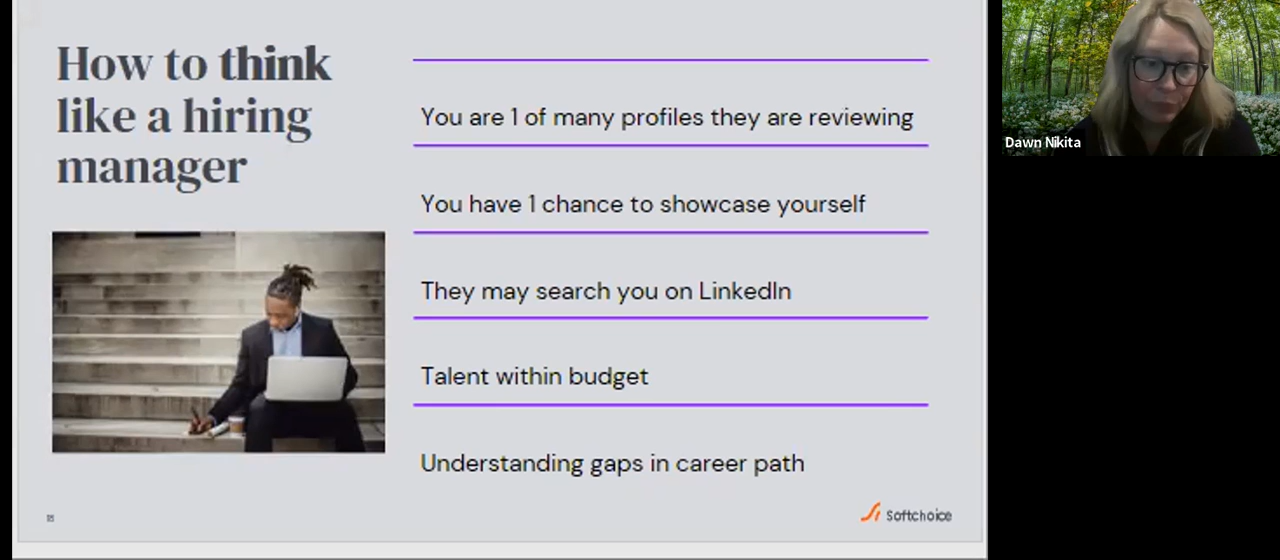 How to think
like a hiring
manager
You are 1 of many profiles they are reviewing
You have 1 chance to showcase yourself
They may search you on LinkedIn
Talent within budget
Understanding gaps in career path
Softchoice
Dawn Nikita